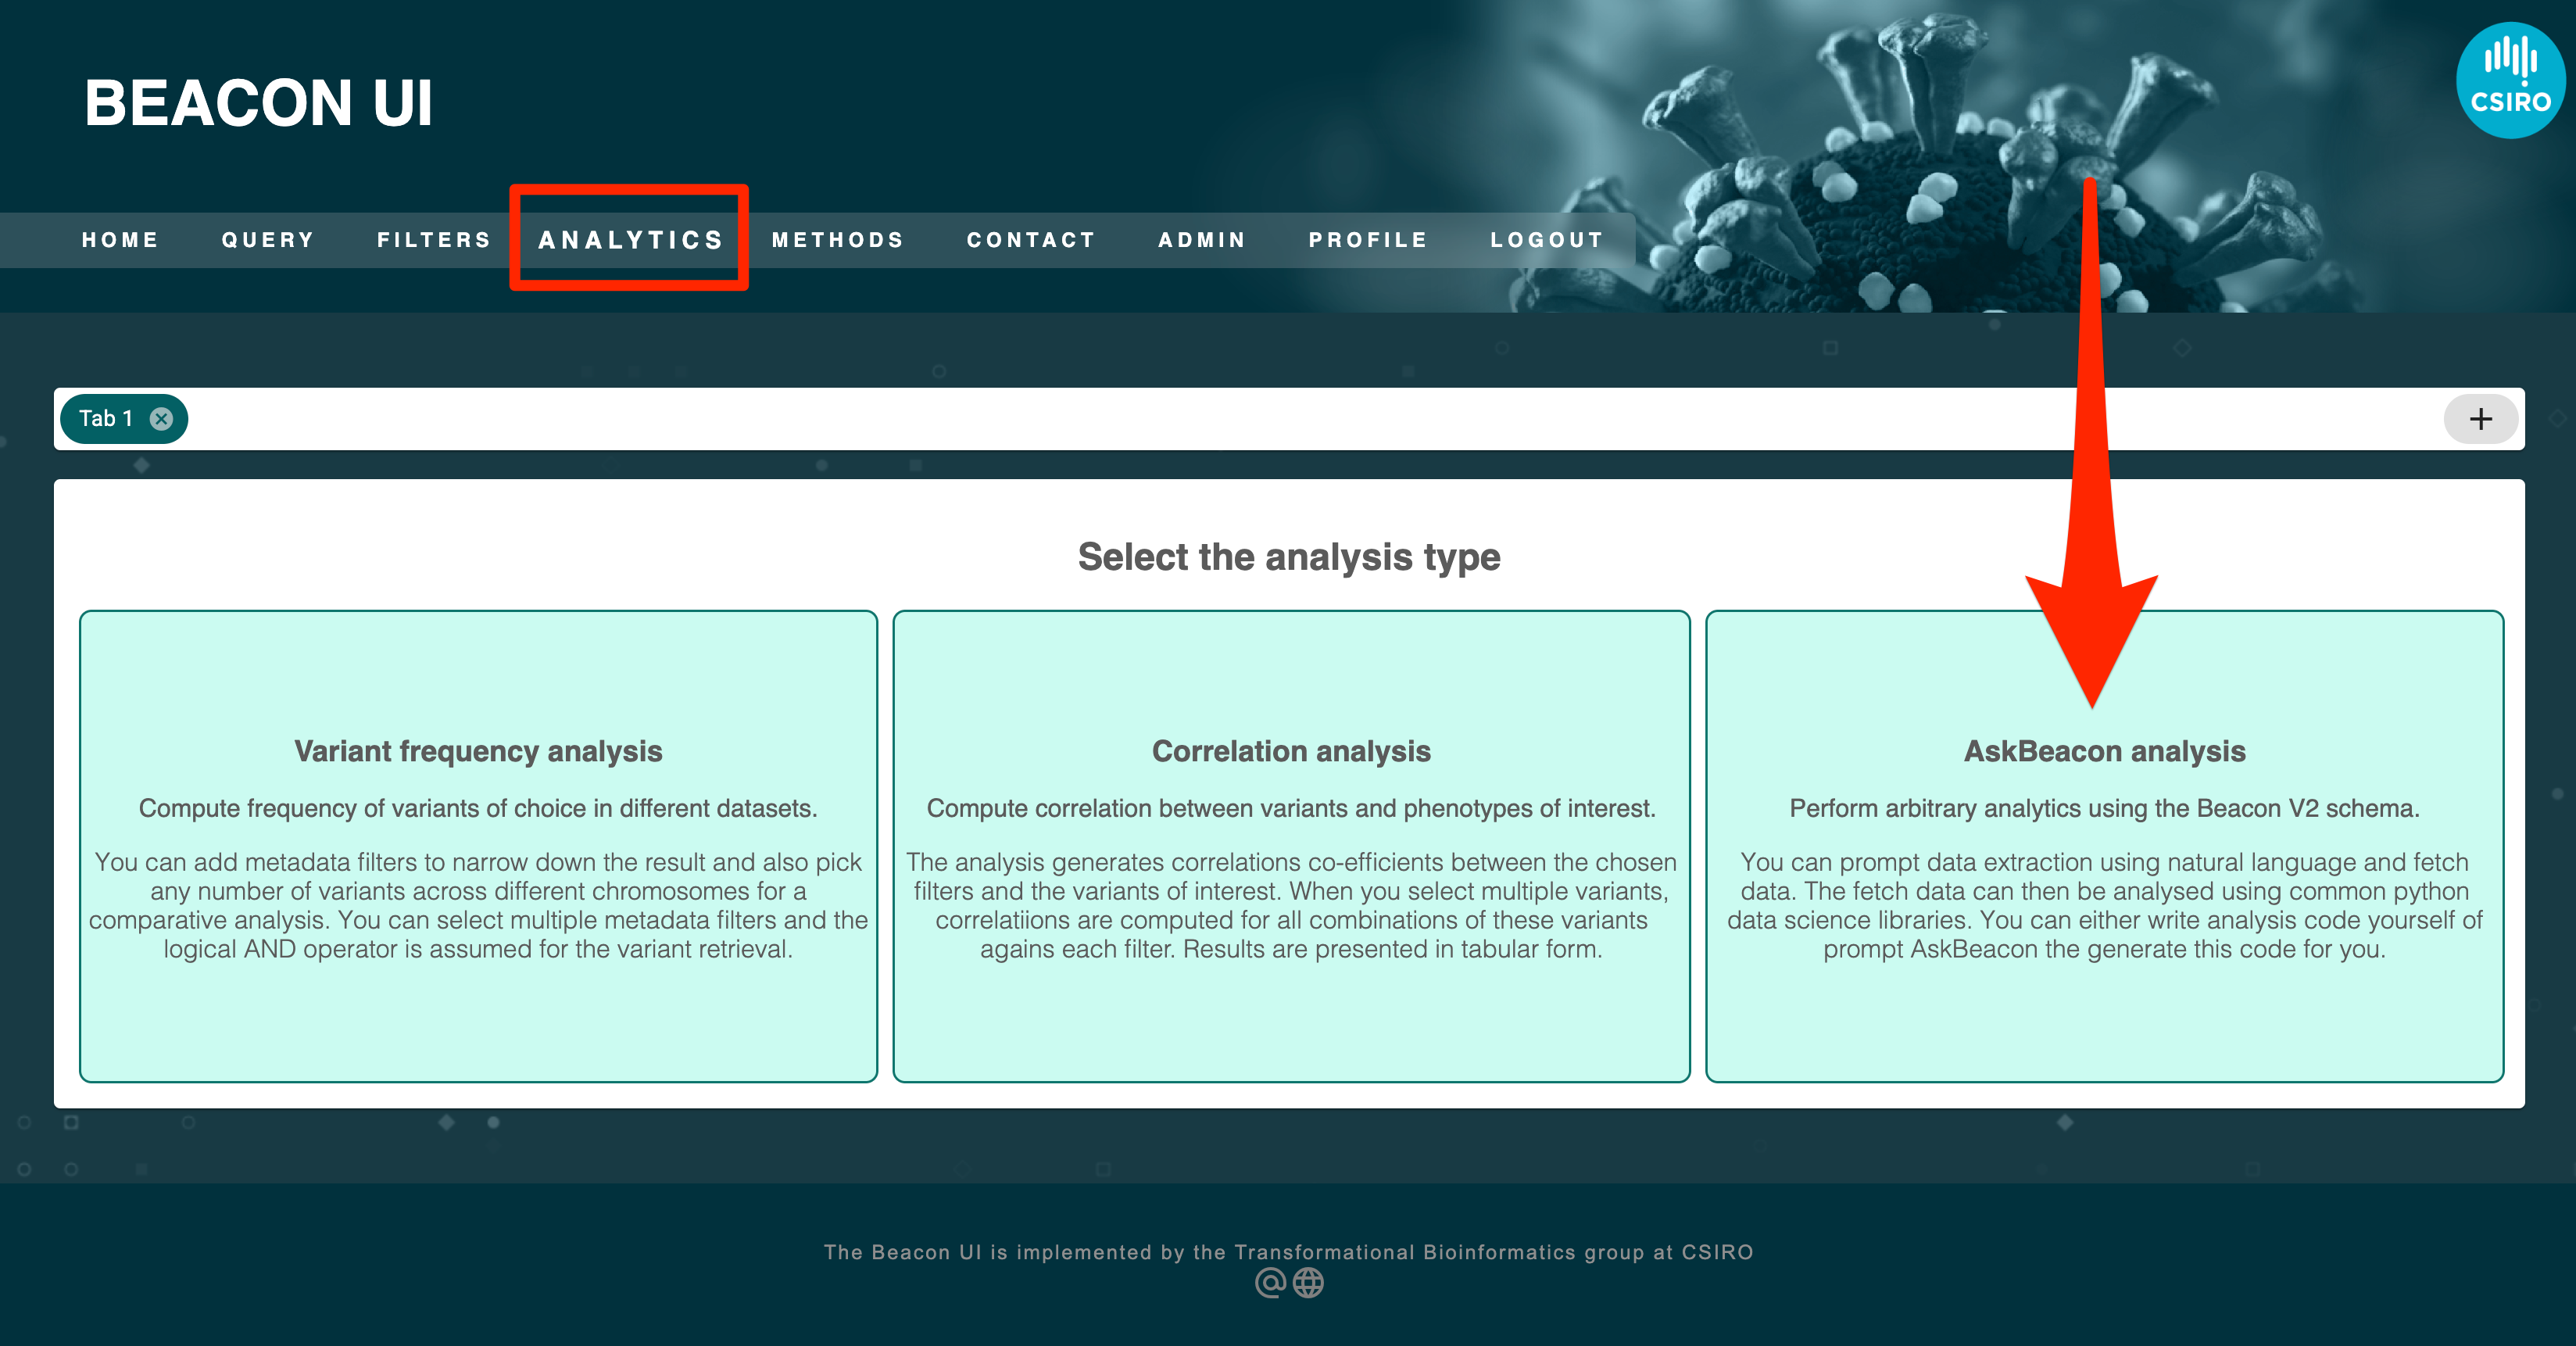 BEACON UI
CSIRO
HOME QUERY FILTERS ANALYTICS METHODS CONTACT ADMIN PROFILE LOGOUT
Tab 1
Select the analysis type
Variant frequency analysis
Compute frequency of variants of choice in different datasets.
You can add metadata filters to narrow down the result and also pick
any number of variants across different chromosomes for a
comparative analysis. You can select multiple metadata filters and the
logical AND operator is assumed for the variant retrieval.
Correlation analysis
Compute correlation between variants and phenotypes of interest.
The analysis generates correlations co-efficients between the chosen
filters and the variants of interest. When you select multiple variants,
correlatiions are computed for all combinations of these variants
agains each filter. Results are presented in tabular form.
AskBeacon analysis
Perform arbitrary analytics using the Beacon V2 schema.
You can prompt data extraction using natural language and fetch
data. The fetch data can then be analysed using common python
data science libraries. You can either write analysis code yourself of
prompt AskBeacon the generate this code for you.
The Beacon UI is implemented by the Transformational Bioinformatics group at CSIRO